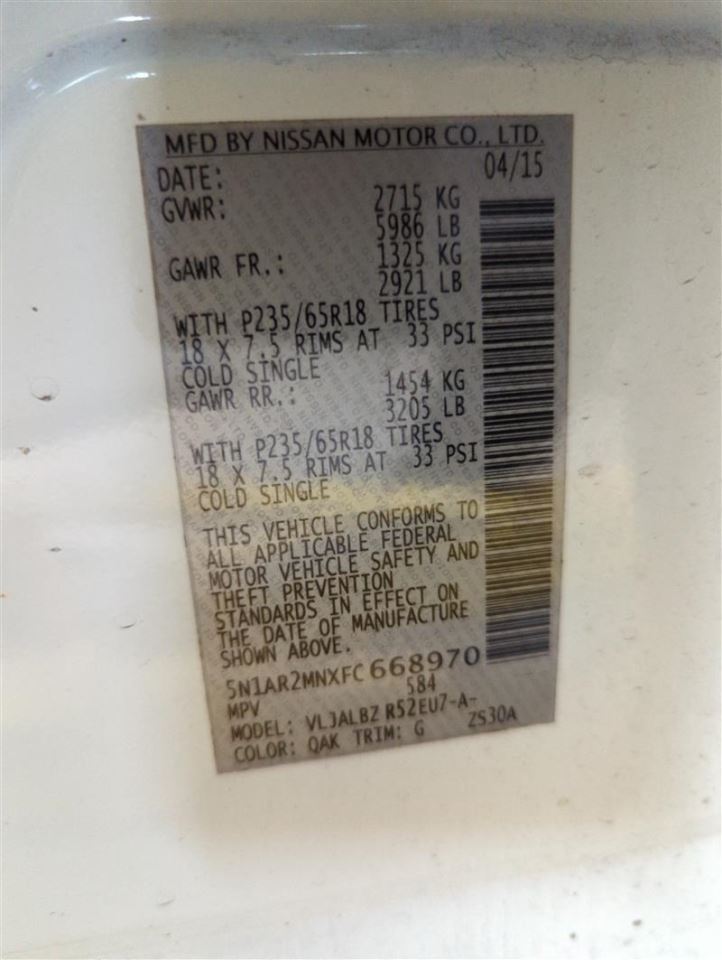 MFD BY NISSAN MOTOR CO., LTD.
DATE: 04/15
GVWR: 2715 KG
5986 LB
GAWR FR.: 1325 KG
2921 LB
WITH P235/65R18 TIRES
18 X 7.5 RIMS AT 33 PSI
COLD SINGLE
GAWR RR.: 1454 KG
3205 LB
WITH P235/65R18 TIRES
18 X 7.5 RIMS AT 33 PSI
COLD SINGLE
THIS VEHICLE CONFORMS TO
ALL APPLICABLE FEDERAL
MOTOR VEHICLE SAFETY AND
THEFT PREVENTION
STANDARDS IN EFFECT ON
THE DATE OF MANUFACTURE
SHOWN ABOVE.
5N1AR2MNXFC668970
MPV 584
MODEL: VLJALBZ R52EU7-A-
COLOR: QAK TRIM: G ZS30A